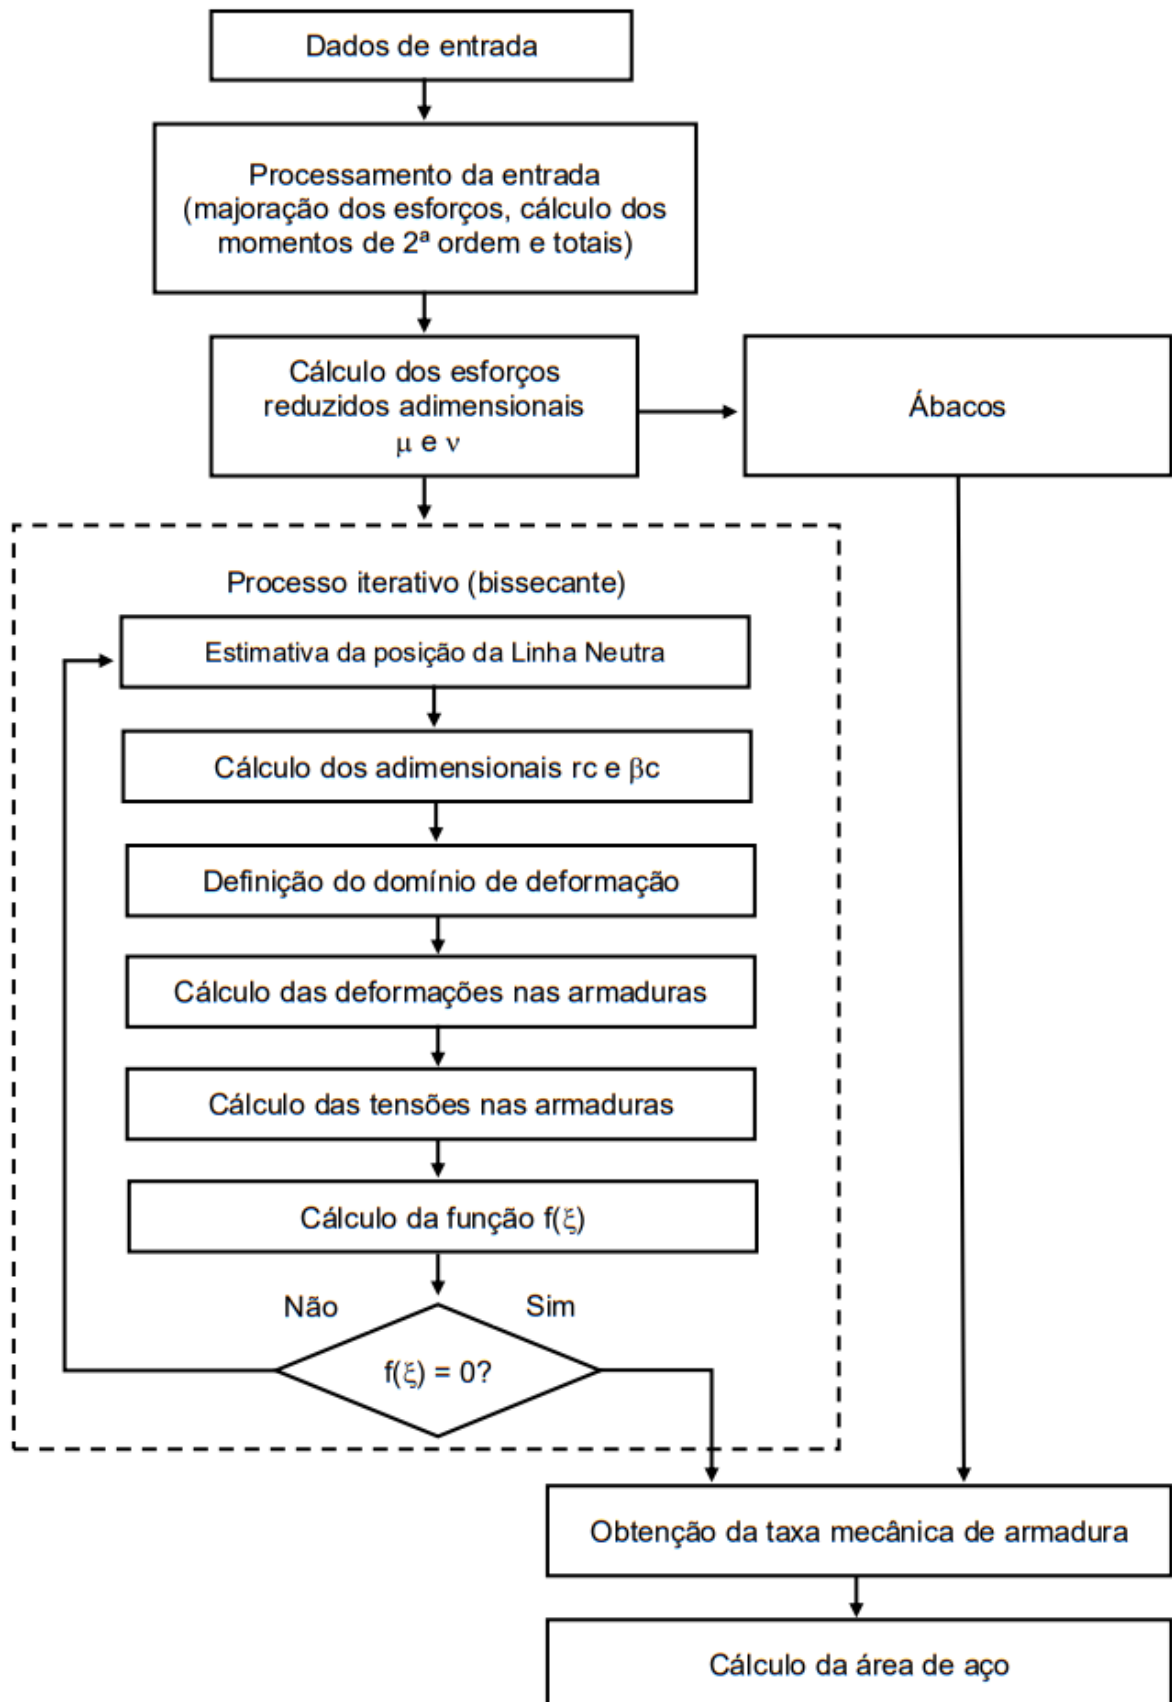 Dados de entrada
Processamento da entrada
(majoração dos esforços, cálculo dos
momentos de 2ª ordem e totais)
Cálculo dos esforços
reduzidos adimensionais
μ e ν
Ábacos
Processo iterativo (bissecante)
Estimativa da posição da Linha Neutra
Cálculo dos adimensionais rc e βc
Definição do domínio de deformação
Cálculo das deformações nas armaduras
Cálculo das tensões nas armaduras
Cálculo da função f(ξ)
Não
Sim
f(ξ) = 0?
Obtenção da taxa mecânica de armadura
Cálculo da área de aço